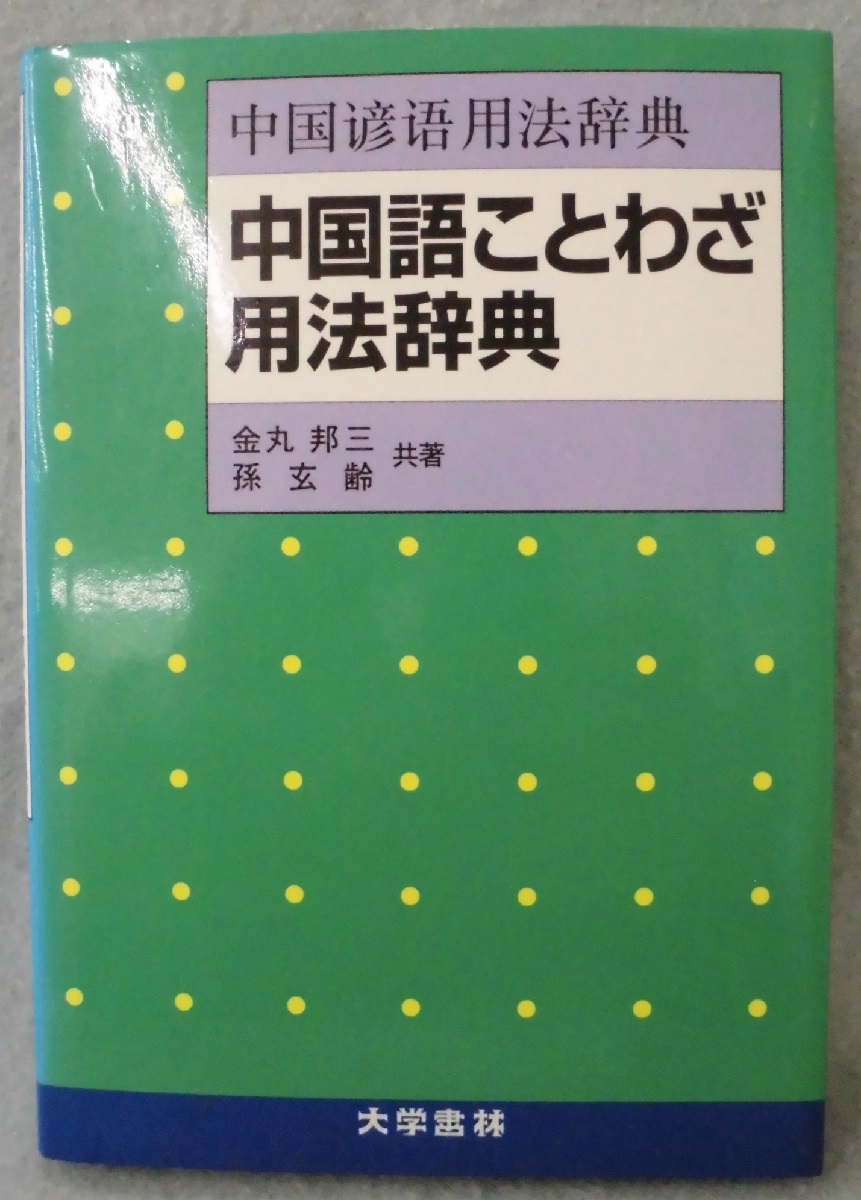 中国谚语用法辞典
中国語ことわざ
用法辞典
金丸 邦三
孫 玄 齢
共著
大学書林